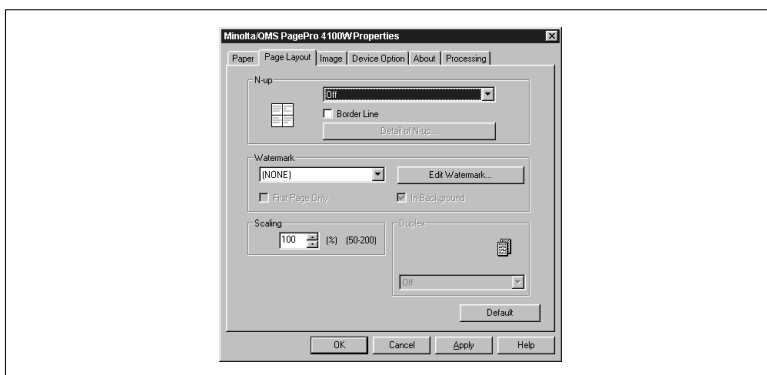 Minolta/QMS PagePro 4100W Properties
Paper Page Layout Image Device Option About Processing
N-up
Off
Border Line
Detail of N-up...
Watermark
(NONE) Edit Watermark...
First Page Only In Background
Scaling Duplex
100 (%) (50-200)
Off
Default
OK Cancel Apply Help